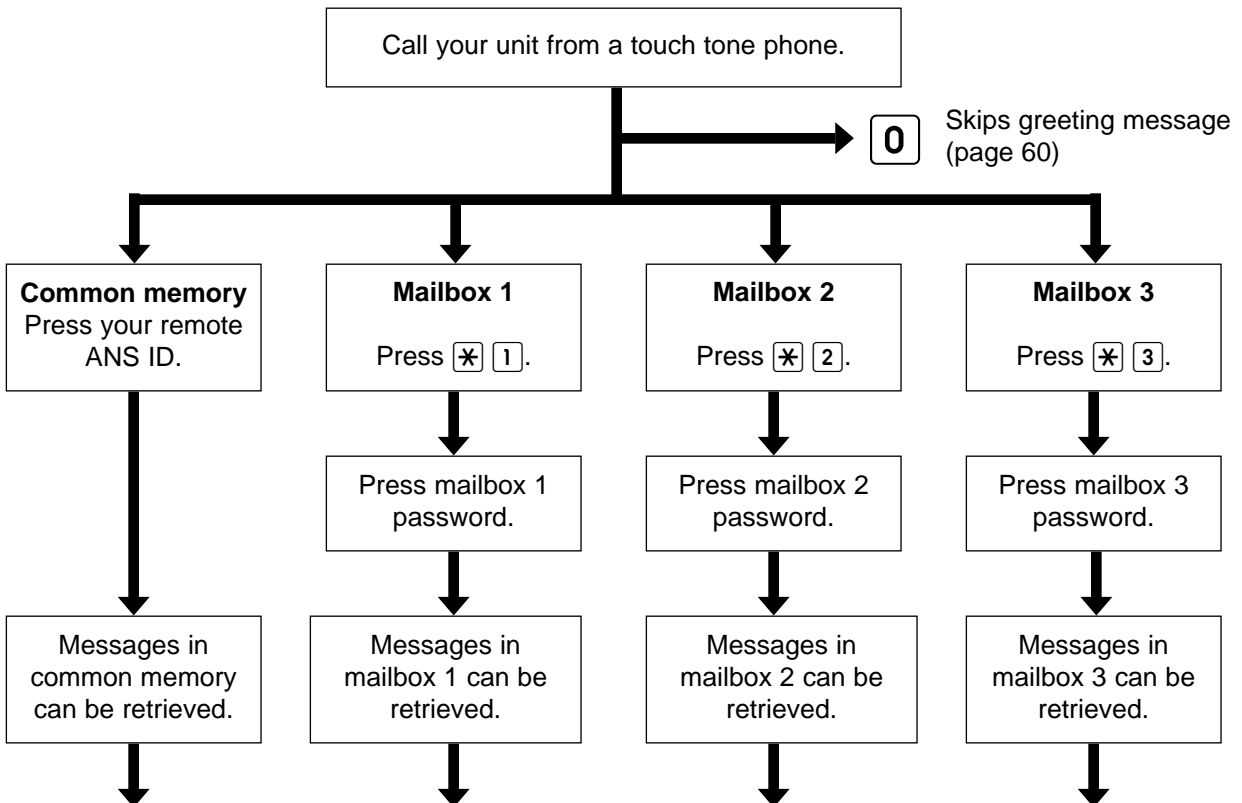 Call your unit from a touch tone phone.
0 Skips greeting message
(page 60)
Common memory
Press your remote
ANS ID.
Mailbox 1
Press * 1.
Mailbox 2
Press * 2.
Mailbox 3
Press * 3.
Press mailbox 1
password.
Press mailbox 2
password.
Press mailbox 3
password.
Messages in
common memory
can be retrieved.
Messages in
mailbox 1 can be
retrieved.
Messages in
mailbox 2 can be
retrieved.
Messages in
mailbox 3 can be
retrieved.